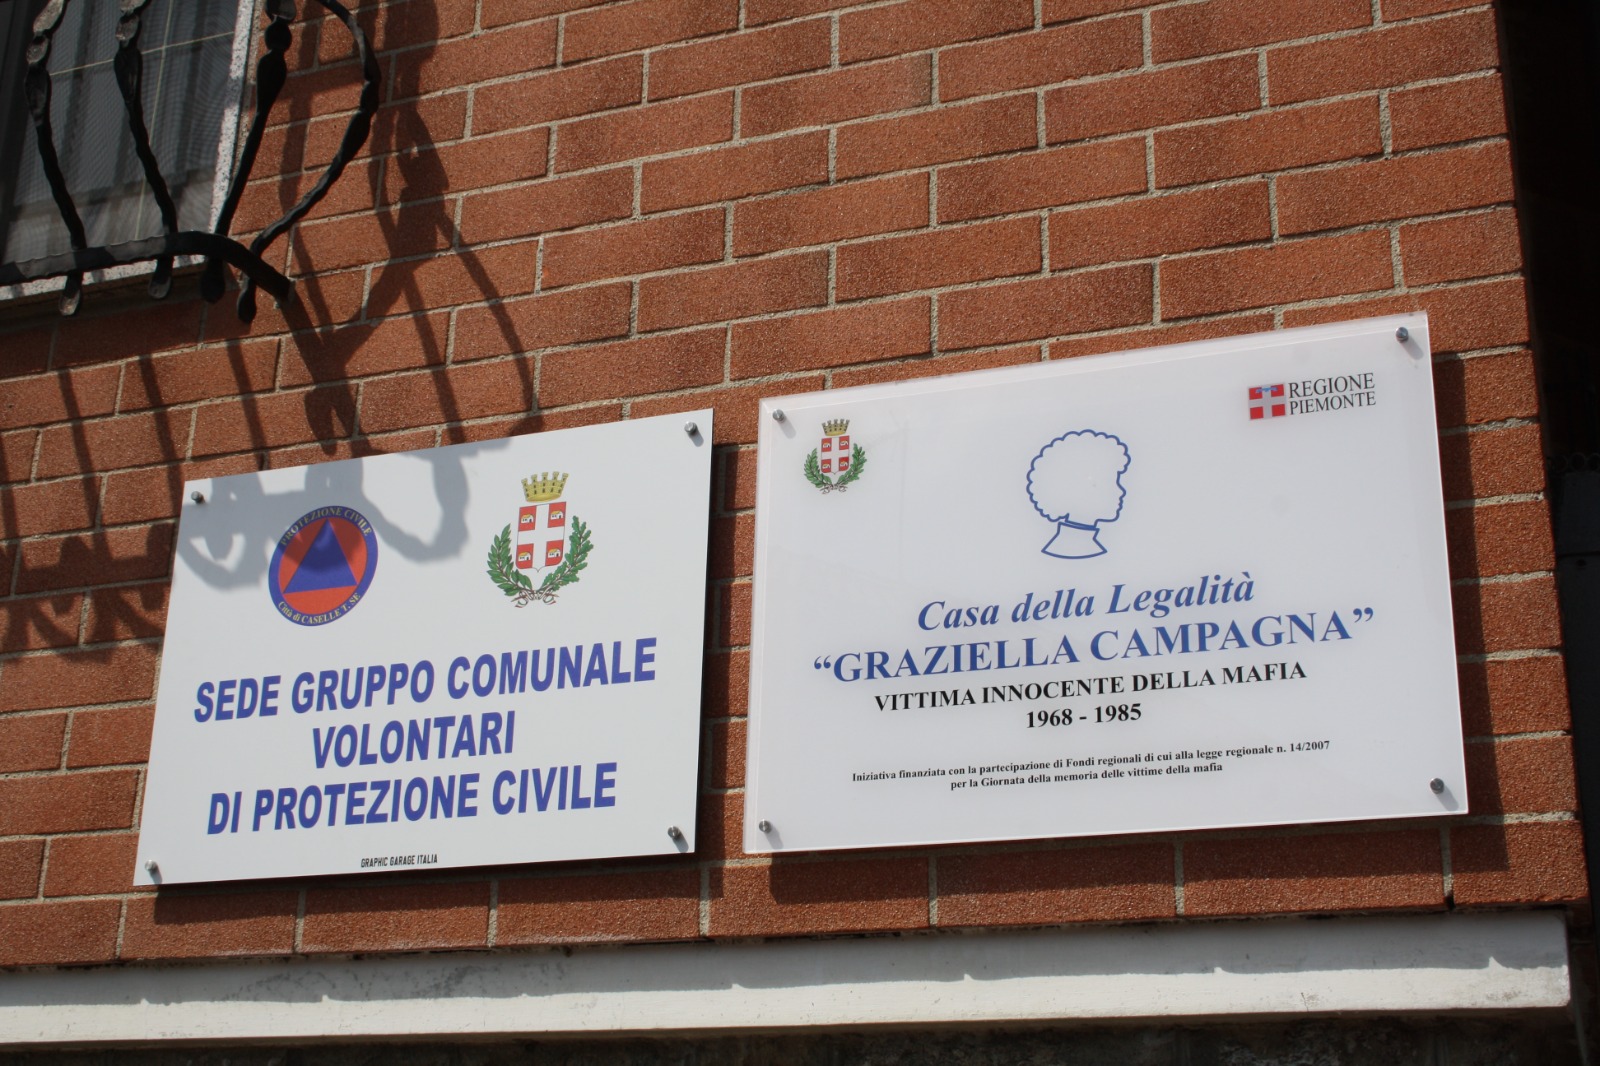 PROTEZIONE CIVILE
Città di CASELLE T.SE
SEDE GRUPPO COMUNALE
VOLONTARI
DI PROTEZIONE CIVILE
GRAPHIC GARAGE ITALIA
REGIONE
PIEMONTE
Casa della Legalità
“GRAZIELLA CAMPAGNA”
VITTIMA INNOCENTE DELLA MAFIA
1968 - 1985
Iniziativa finanziata con la partecipazione di Fondi regionali di cui alla legge regionale n. 14/2007
per la Giornata della memoria delle vittime della mafia